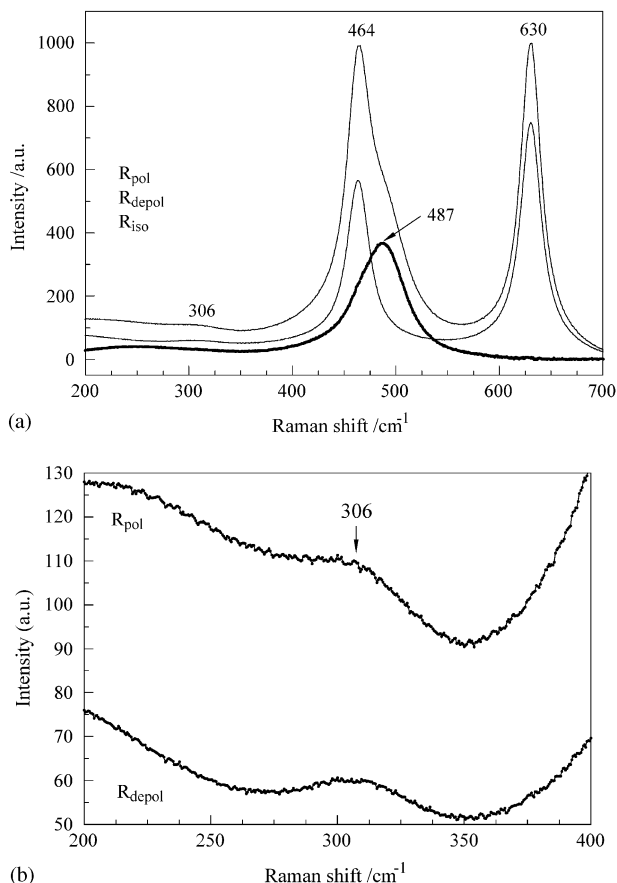 464
630
1000
800
600
400
200
0
Intensity /a.u.
R_pol
R_depol
R_iso
487
306
200
300
400
500
600
700
(a)
Raman shift /cm^-1
130
120
110
100
90
80
70
60
50
Intensity (a.u.)
R_pol
306
R_depol
200
250
300
350
400
(b)
Raman shift /cm^-1